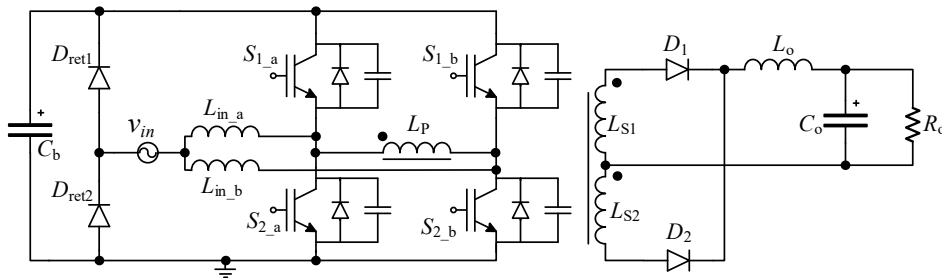 D_ret1
S_1_a
S_1_b
D_1
L_o
+
v_in
L_in_a
L_P
L_S1
+
C_b
C_o
R_o
L_in_b
D_ret2
S_2_a
S_2_b
L_S2
D_2